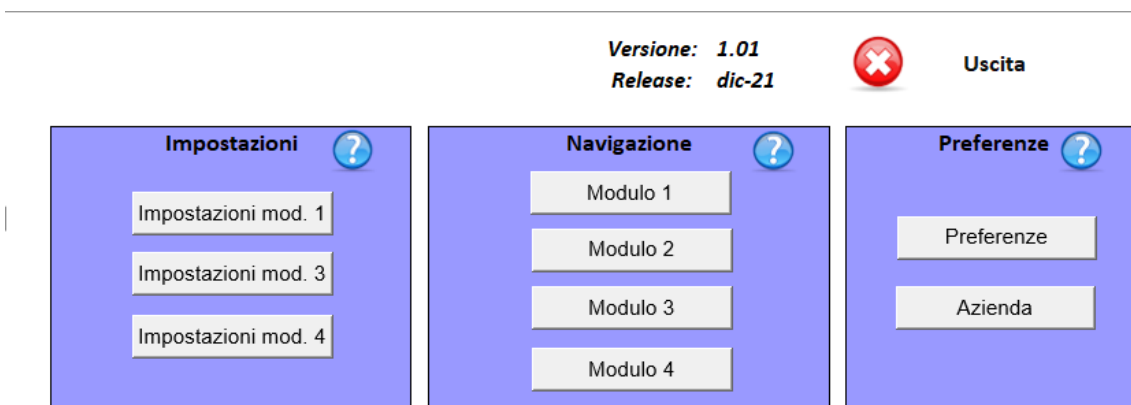 Versione: 1.01
Release: dic-21
Uscita
Impostazioni
Impostazioni mod. 1
Impostazioni mod. 3
Impostazioni mod. 4
Navigazione
Modulo 1
Modulo 2
Modulo 3
Modulo 4
Preferenze
Preferenze
Azienda